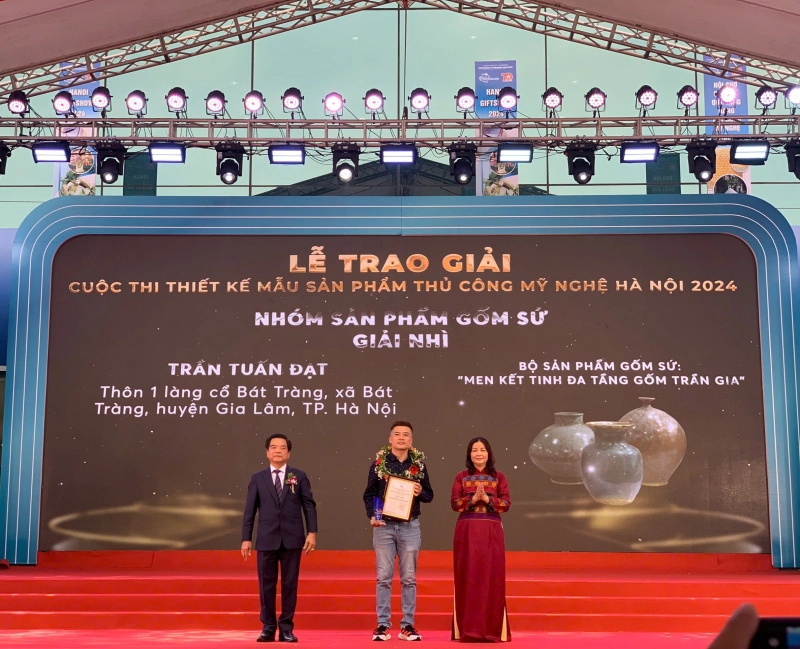 LỄ TRAO GIẢI
CUỘC THI THIẾT KẾ MẪU SẢN PHẨM THỦ CÔNG MỸ NGHỆ HÀ NỘI 2024
NHÓM SẢN PHẨM GỐM SỨ
GIẢI NHÌ
TRẦN TUẤN ĐẠT
Thôn 1 làng cổ Bát Tràng, xã Bát
Tràng, huyện Gia Lâm, TP. Hà Nội
BỘ SẢN PHẨM GỐM SỨ:
"MEN KẾT TINH ĐA TẦNG GỐM TRẦN GIA"